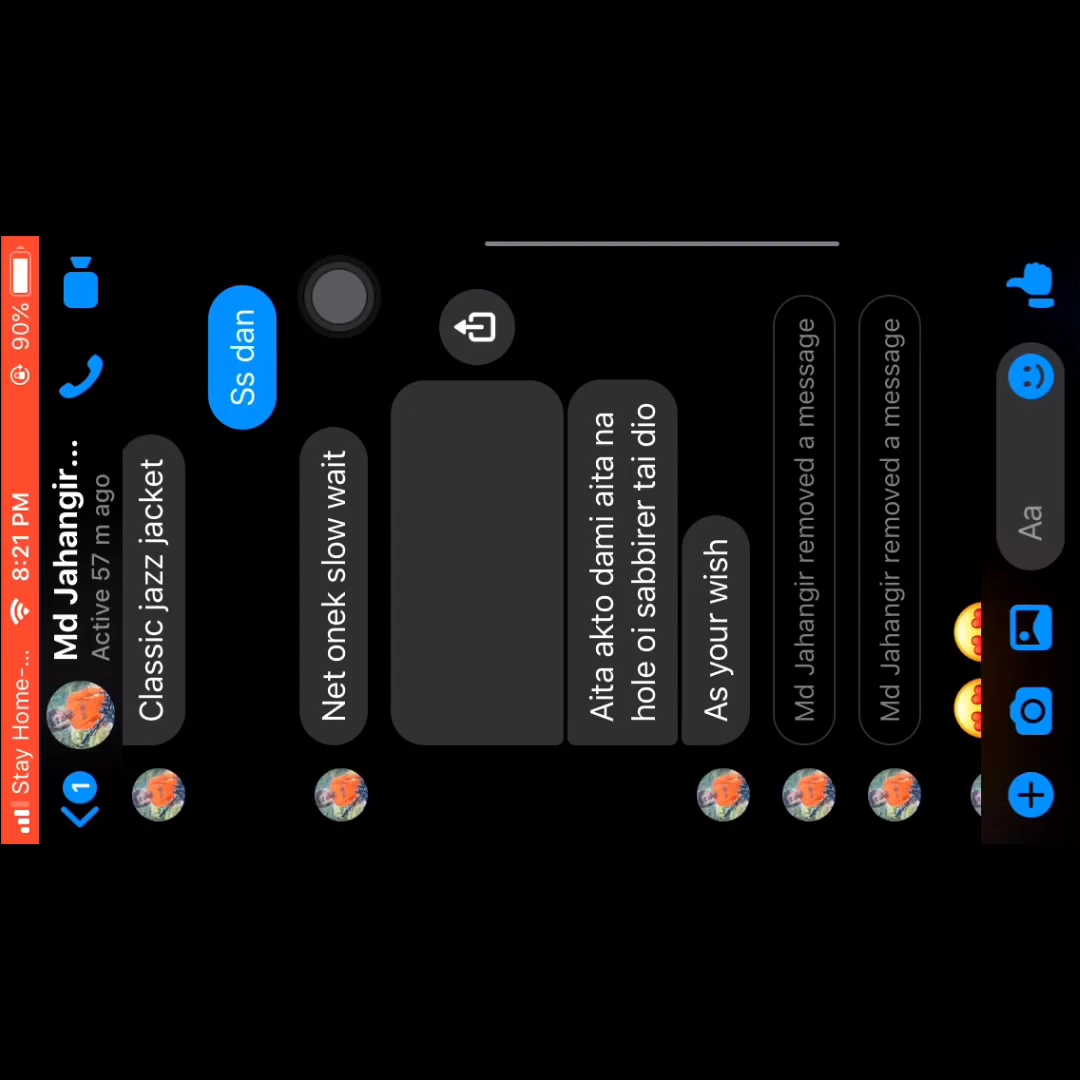 Stay Home-... 8:21 PM 90%
1
Md Jahangir...
Active 57 m ago
Classic jazz jacket
Ss dan
Net onek slow wait
Aita akto dami aita na
hole oi sabbirer tai dio
As your wish
Md Jahangir removed a message
Md Jahangir removed a message
Aa